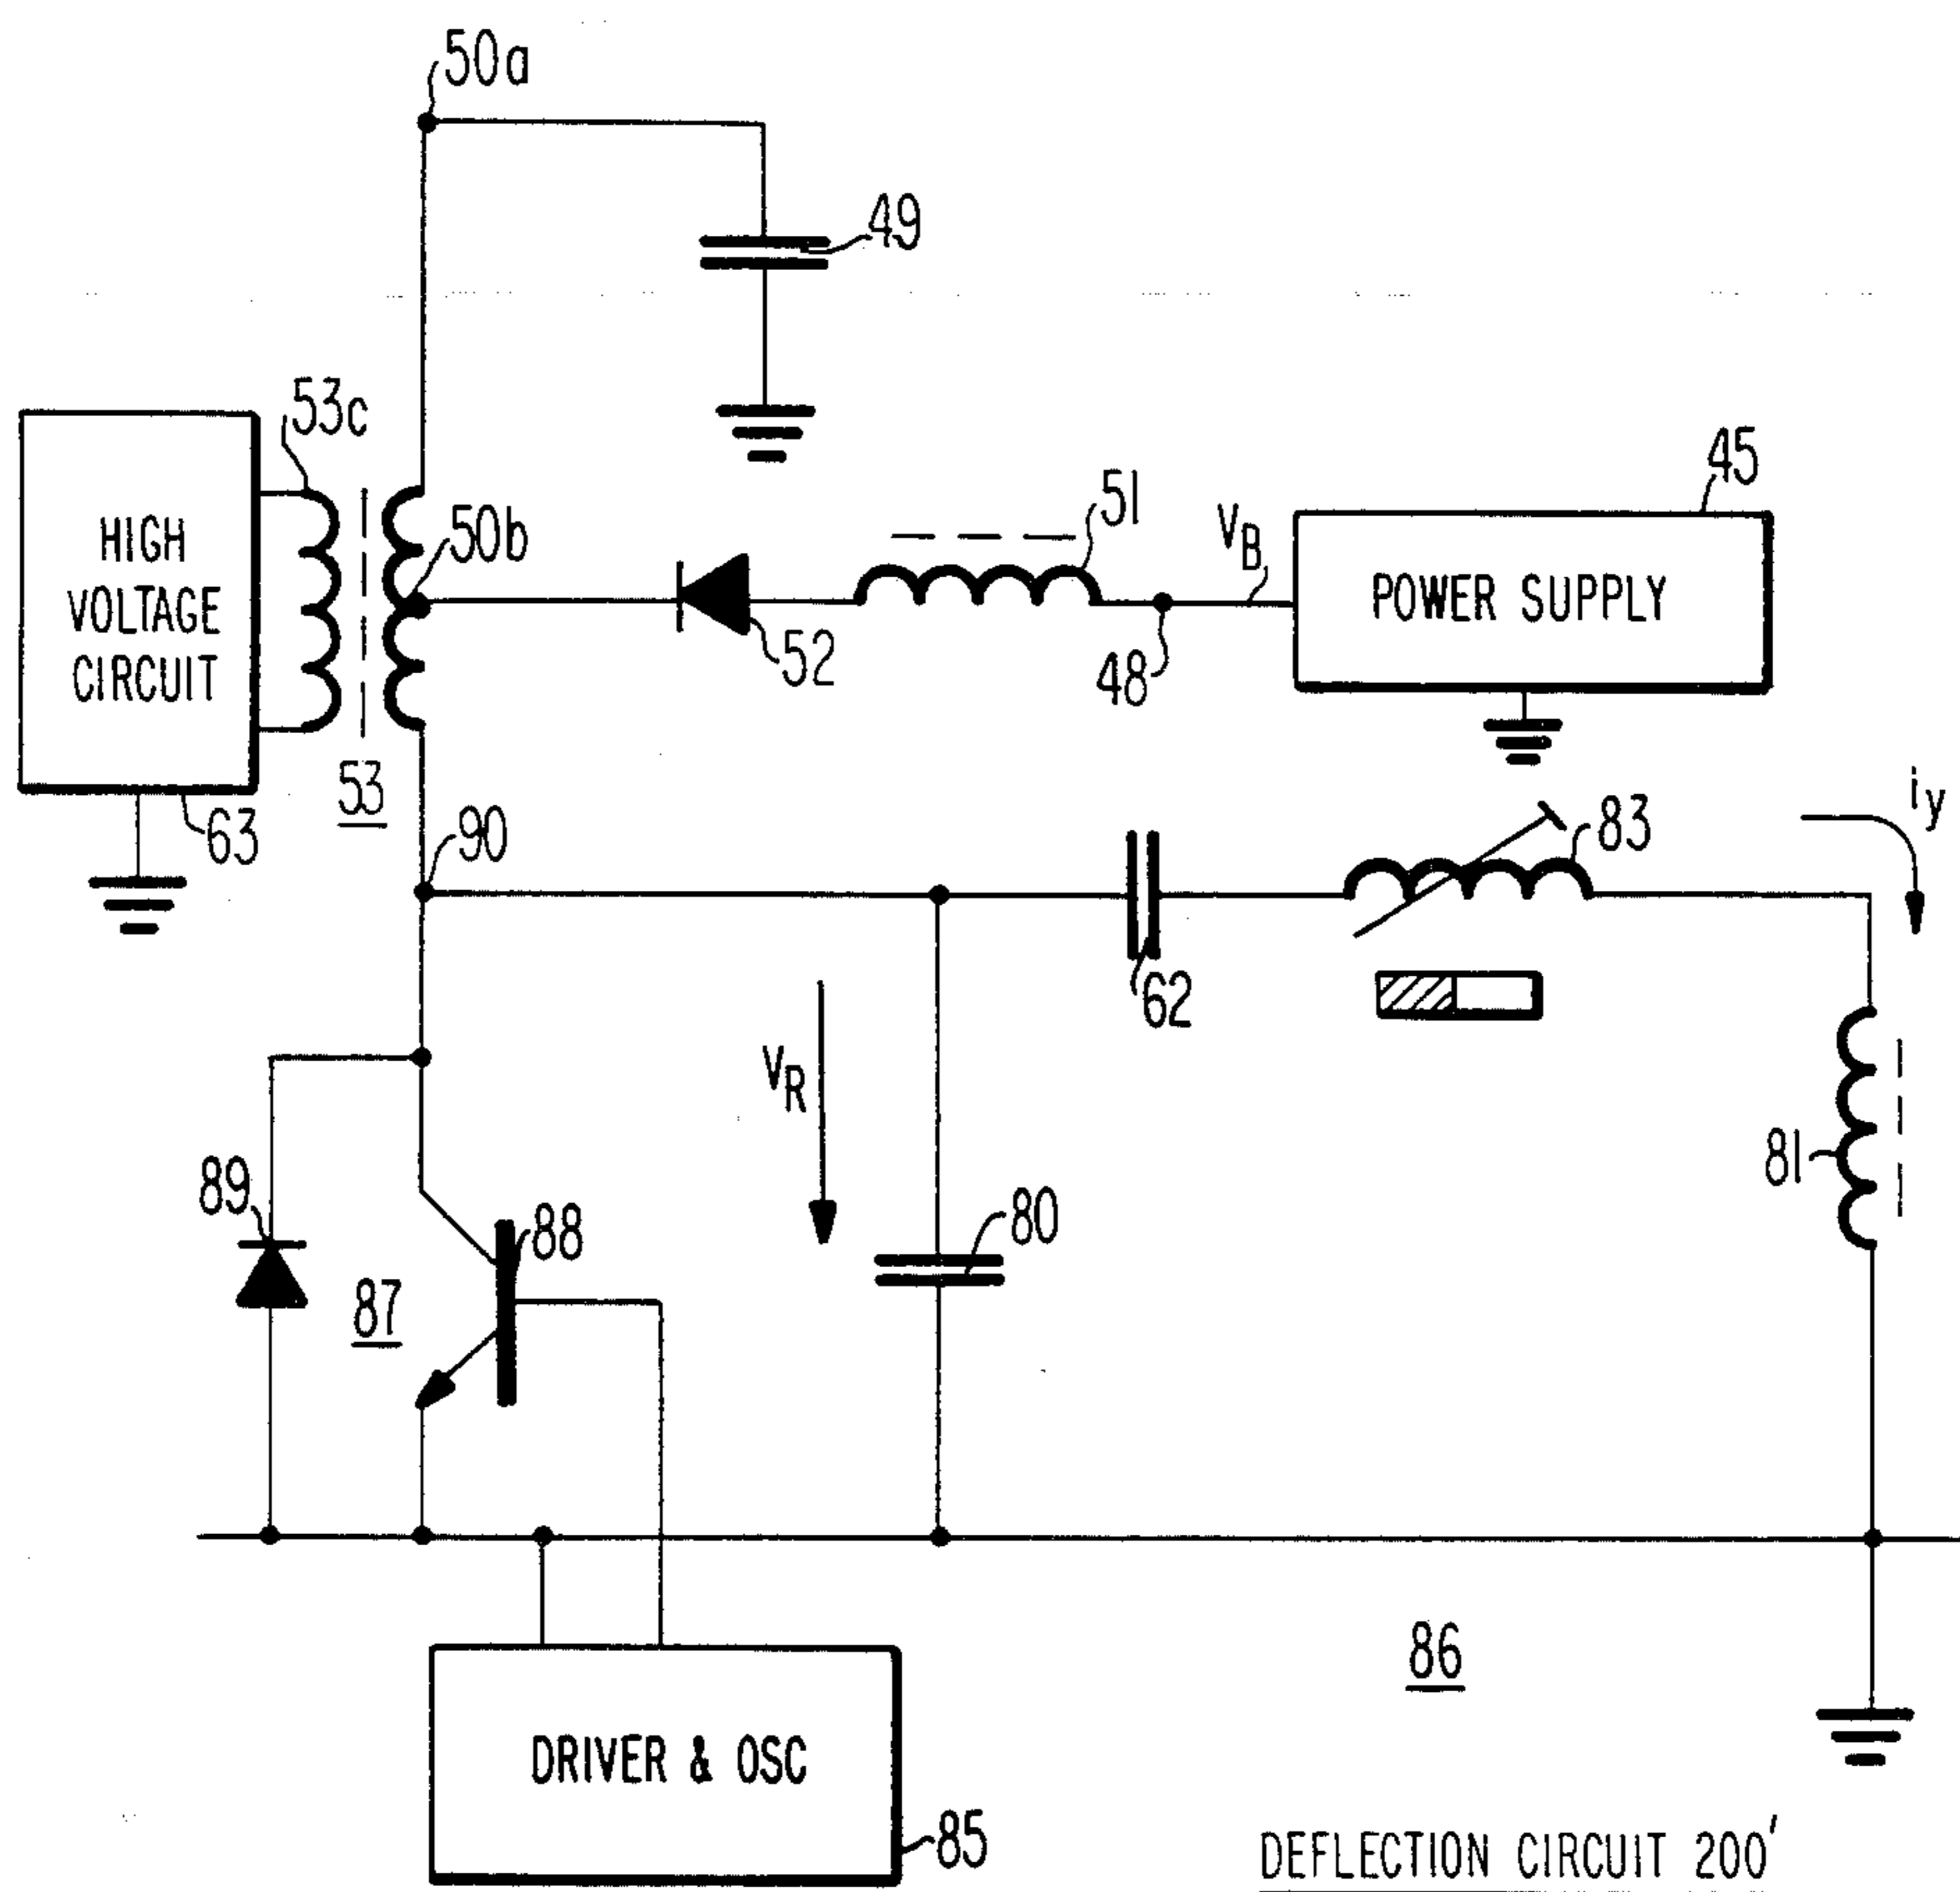 50a
49
53c
HIGH
VOLTAGE
CIRCUIT
50b
51
VB
45
POWER SUPPLY
52
48
53
63
90
83
iy
62
VR
81
89
88
80
87
86
DRIVER & OSC
85
DEFLECTION CIRCUIT 200'